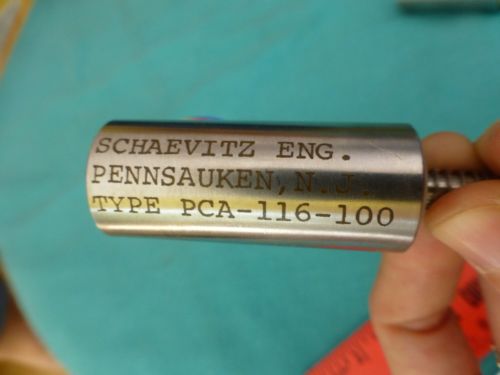 SCHAEVITZ ENG.
PENNSAUKEN, N.J.
TYPE PCA-116-100